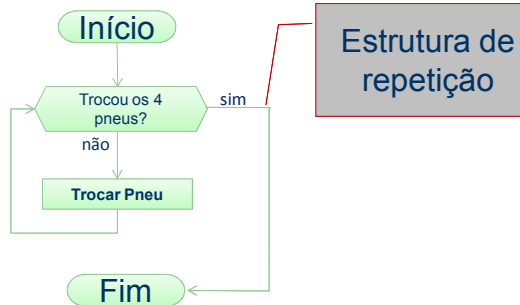 Início
Estrutura de
repetição
Trocou os 4
pneus?
sim
não
Trocar Pneu
Fim